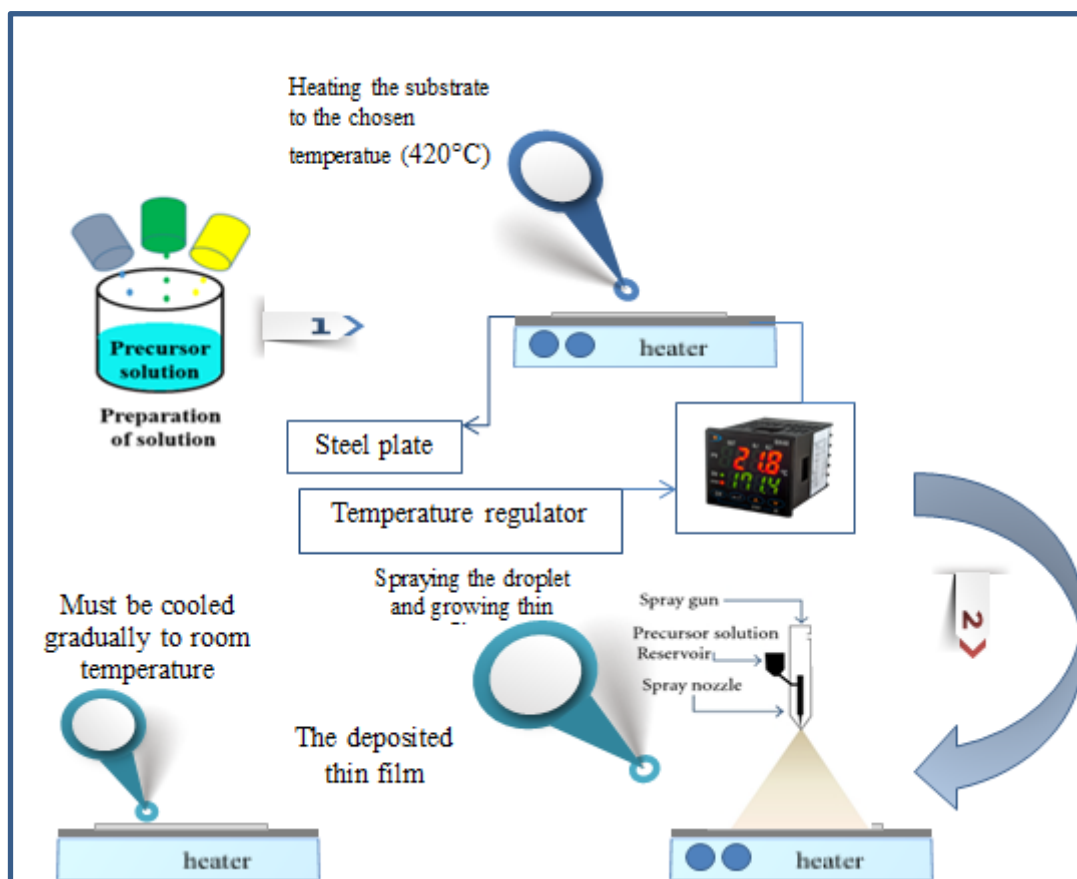 Heating the substrate
to the chosen
temperatue (420°C)
Precursor
solution
Preparation
of solution
1
heater
Steel plate
Temperature regulator
21.8
171.4
Spraying the droplet
and growing thin
2
Spray gun
Precursor solution
Reservoir
Spray nozzle
Must be cooled
gradually to room
temperature
The deposited
thin film
heater
heater